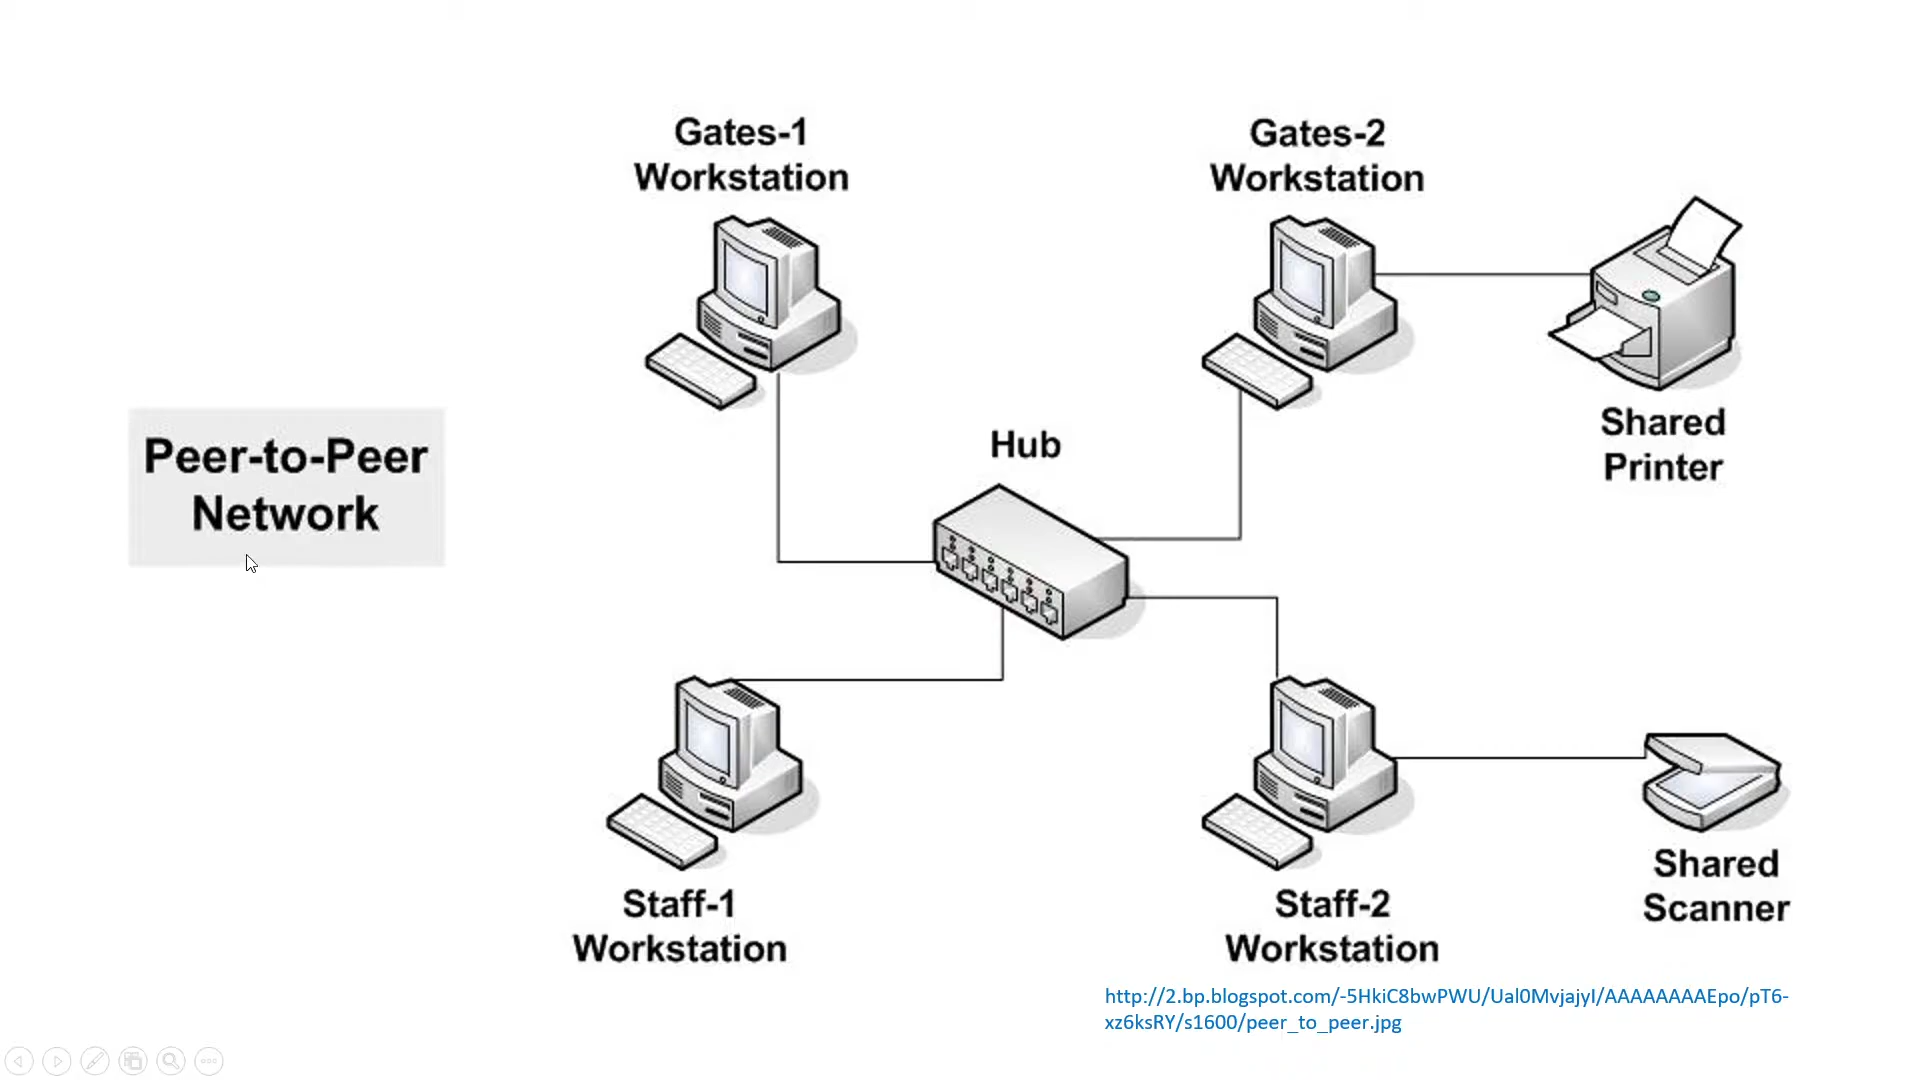 Gates-1
Workstation
Gates-2
Workstation
Shared
Printer
Hub
Peer-to-Peer
Network
Staff-1
Workstation
Staff-2
Workstation
Shared
Scanner
http://2.bp.blogspot.com/-5HkiC8bwPWU/Ual0MvjajyI/AAAAAAAAEpo/pT6-
xz6ksRY/s1600/peer_to_peer.jpg